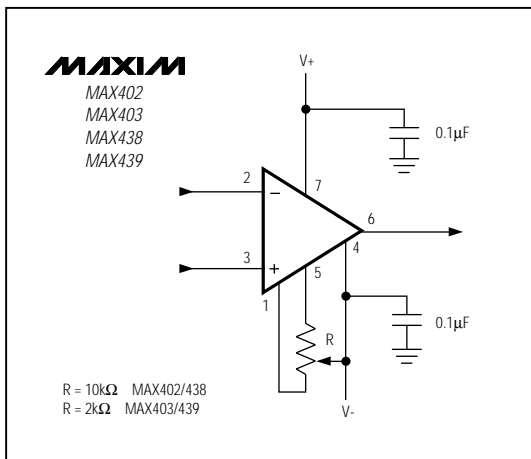 MAXIM
MAX402
MAX403
MAX438
MAX439
V+
0.1µF
2
7
−
6
3
4
+
5
1
0.1µF
R
R = 10kΩ MAX402/438
R = 2kΩ MAX403/439
V-